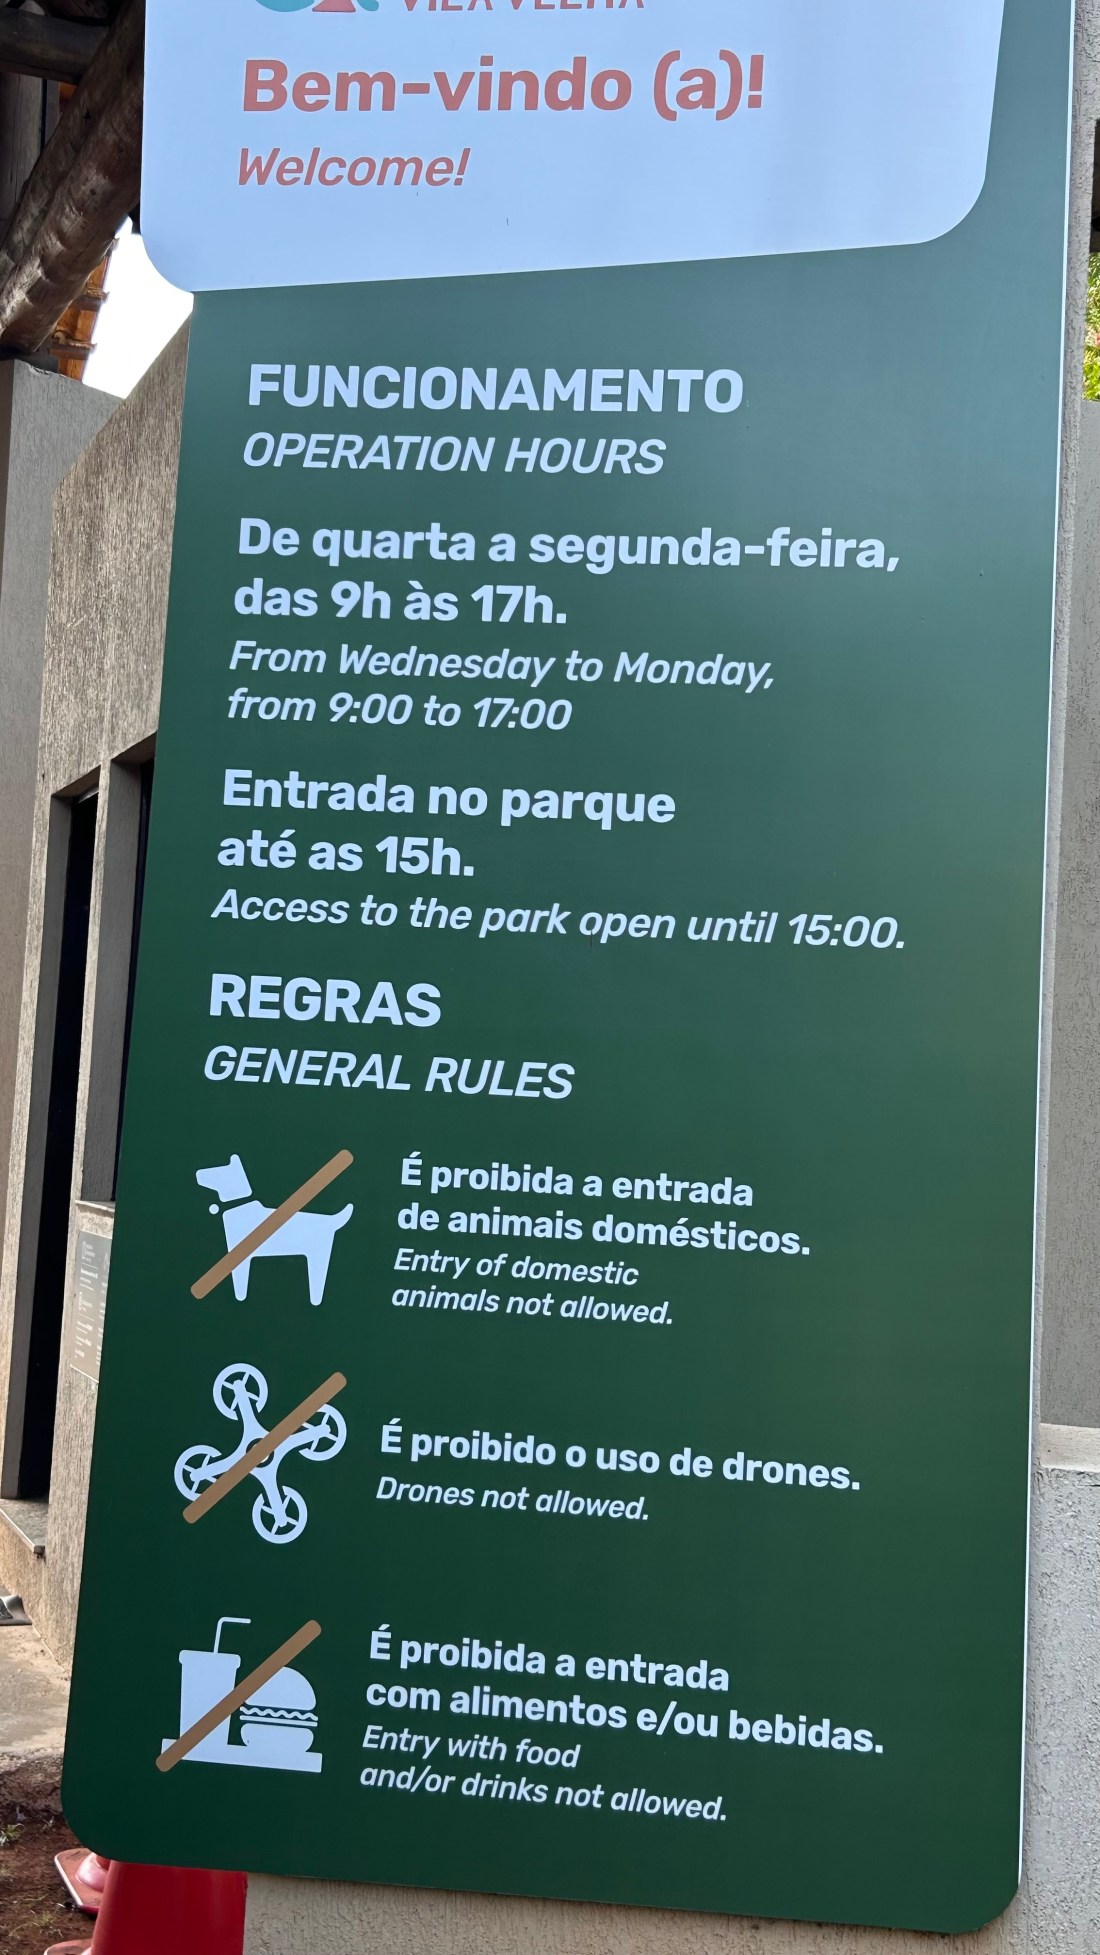 VILA VELHA
Bem-vindo (a)!
Welcome!
FUNCIONAMENTO
OPERATION HOURS
De quarta a segunda-feira,
das 9h às 17h.
From Wednesday to Monday,
from 9:00 to 17:00
Entrada no parque
até as 15h.
Access to the park open until 15:00.
REGRAS
GENERAL RULES
É proibida a entrada
de animais domésticos.
Entry of domestic
animals not allowed.
É proibido o uso de drones.
Drones not allowed.
É proibida a entrada
com alimentos e/ou bebidas.
Entry with food
and/or drinks not allowed.